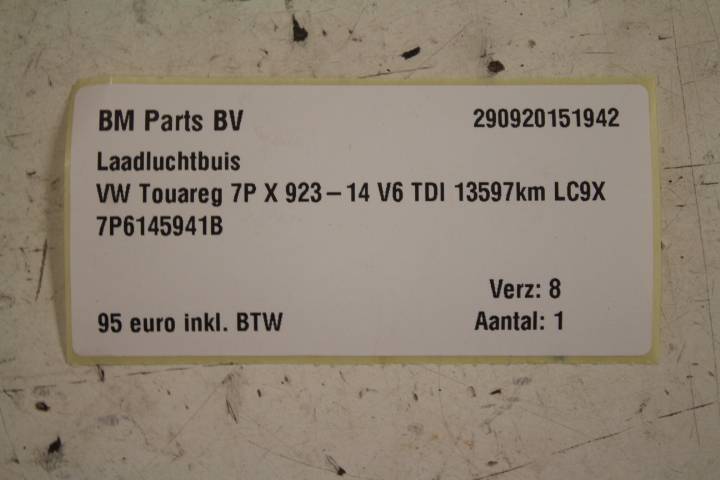 BM Parts BV 290920151942
Laadluchtbuis
VW Touareg 7P X 923-14 V6 TDI 13597km LC9X
7P6145941B
Verz: 8
95 euro inkl. BTW Aantal: 1